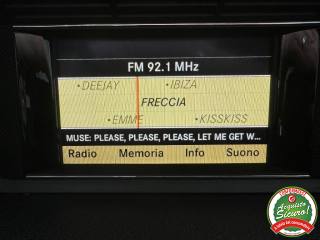 FM 92.1 MHz
•DEEJAY •IBIZA
FRECCIA
•EMME •KISSKISS
MUSE: PLEASE, PLEASE, PLEASE, LET ME GET W...
Radio Memoria Info Suono
Acquisto
Sicuro!